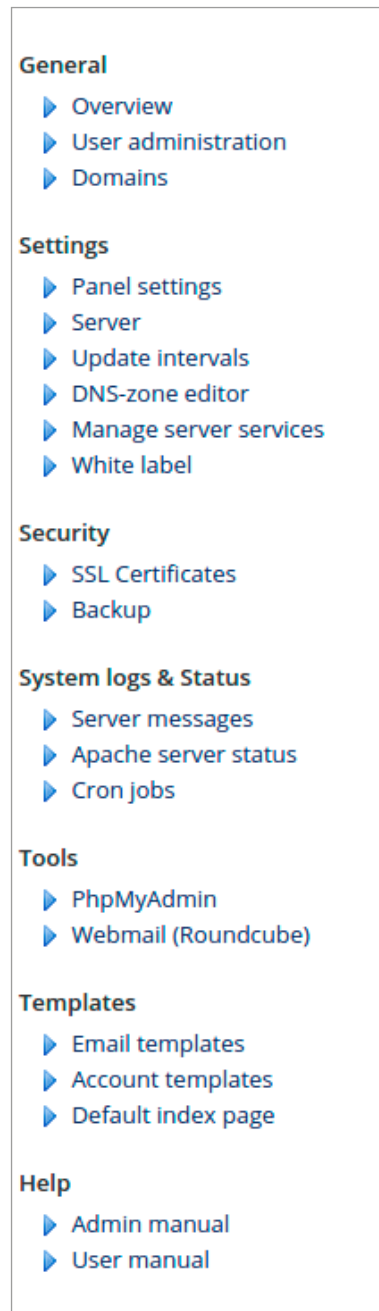 General
Overview
User administration
Domains
Settings
Panel settings
Server
Update intervals
DNS-zone editor
Manage server services
White label
Security
SSL Certificates
Backup
System logs & Status
Server messages
Apache server status
Cron jobs
Tools
PhpMyAdmin
Webmail (Roundcube)
Templates
Email templates
Account templates
Default index page
Help
Admin manual
User manual